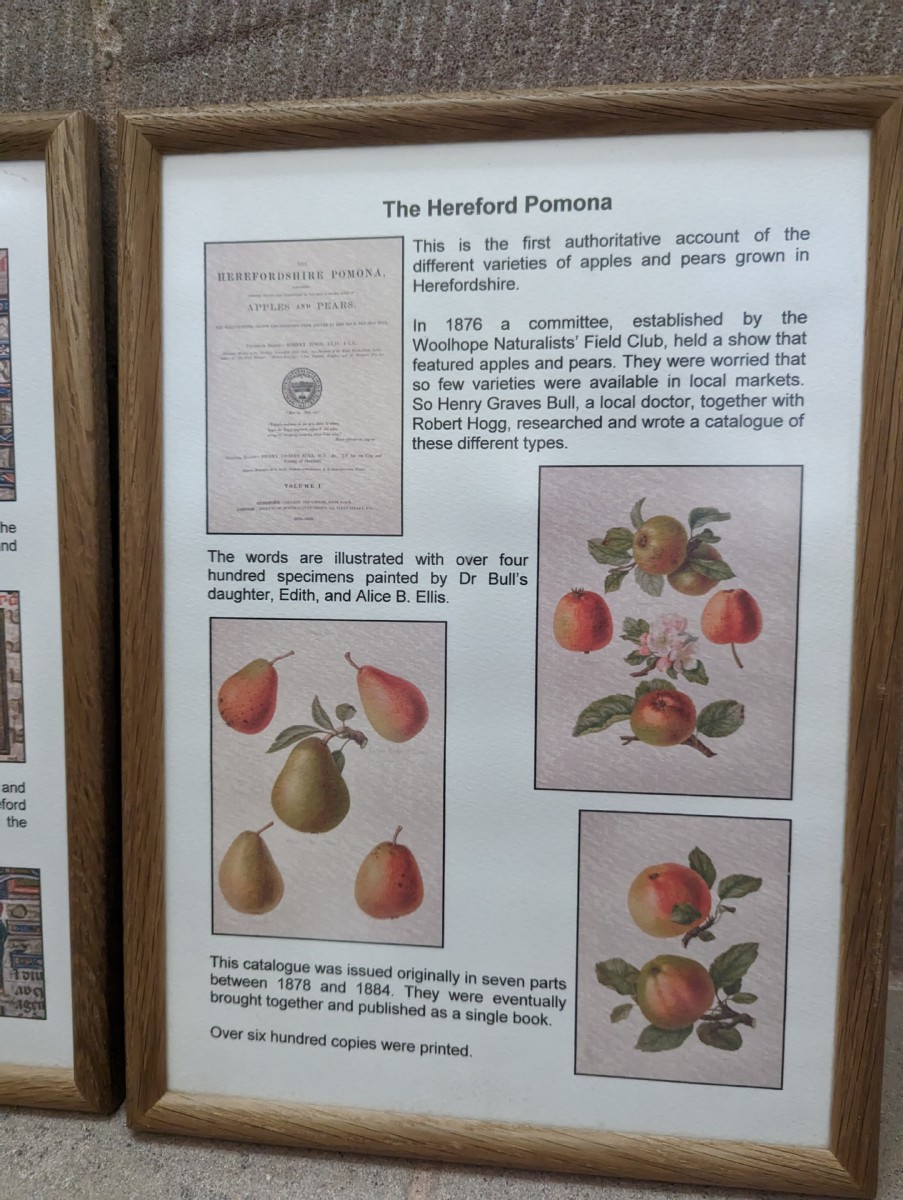 The Hereford Pomona
HEREFORDSHIRE POMONA,
APPLES AND PEARS.
VOLUME I
This is the first authoritative account of the
different varieties of apples and pears grown in
Herefordshire.
In 1876 a committee, established by the
Woolhope Naturalists' Field Club, held a show that
featured apples and pears. They were worried that
so few varieties were available in local markets.
So Henry Graves Bull, a local doctor, together with
Robert Hogg, researched and wrote a catalogue of
these different types.
The words are illustrated with over four
hundred specimens painted by Dr Bull's
daughter, Edith, and Alice B. Ellis.
This catalogue was issued originally in seven parts
between 1878 and 1884. They were eventually
brought together and published as a single book.
Over six hundred copies were printed.
and
the